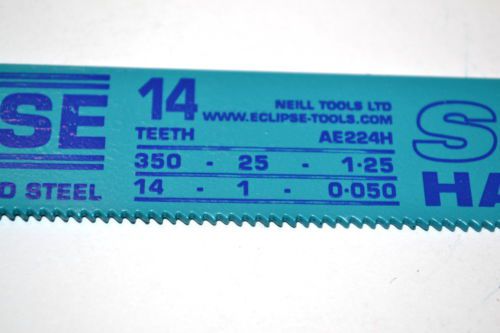 SE
D STEEL
14
TEETH
NEILL TOOLS LTD
WWW.ECLIPSE-TOOLS.COM
AE224H
350 - 25 - 1·25
14 - 1 - 0·050
S
HA